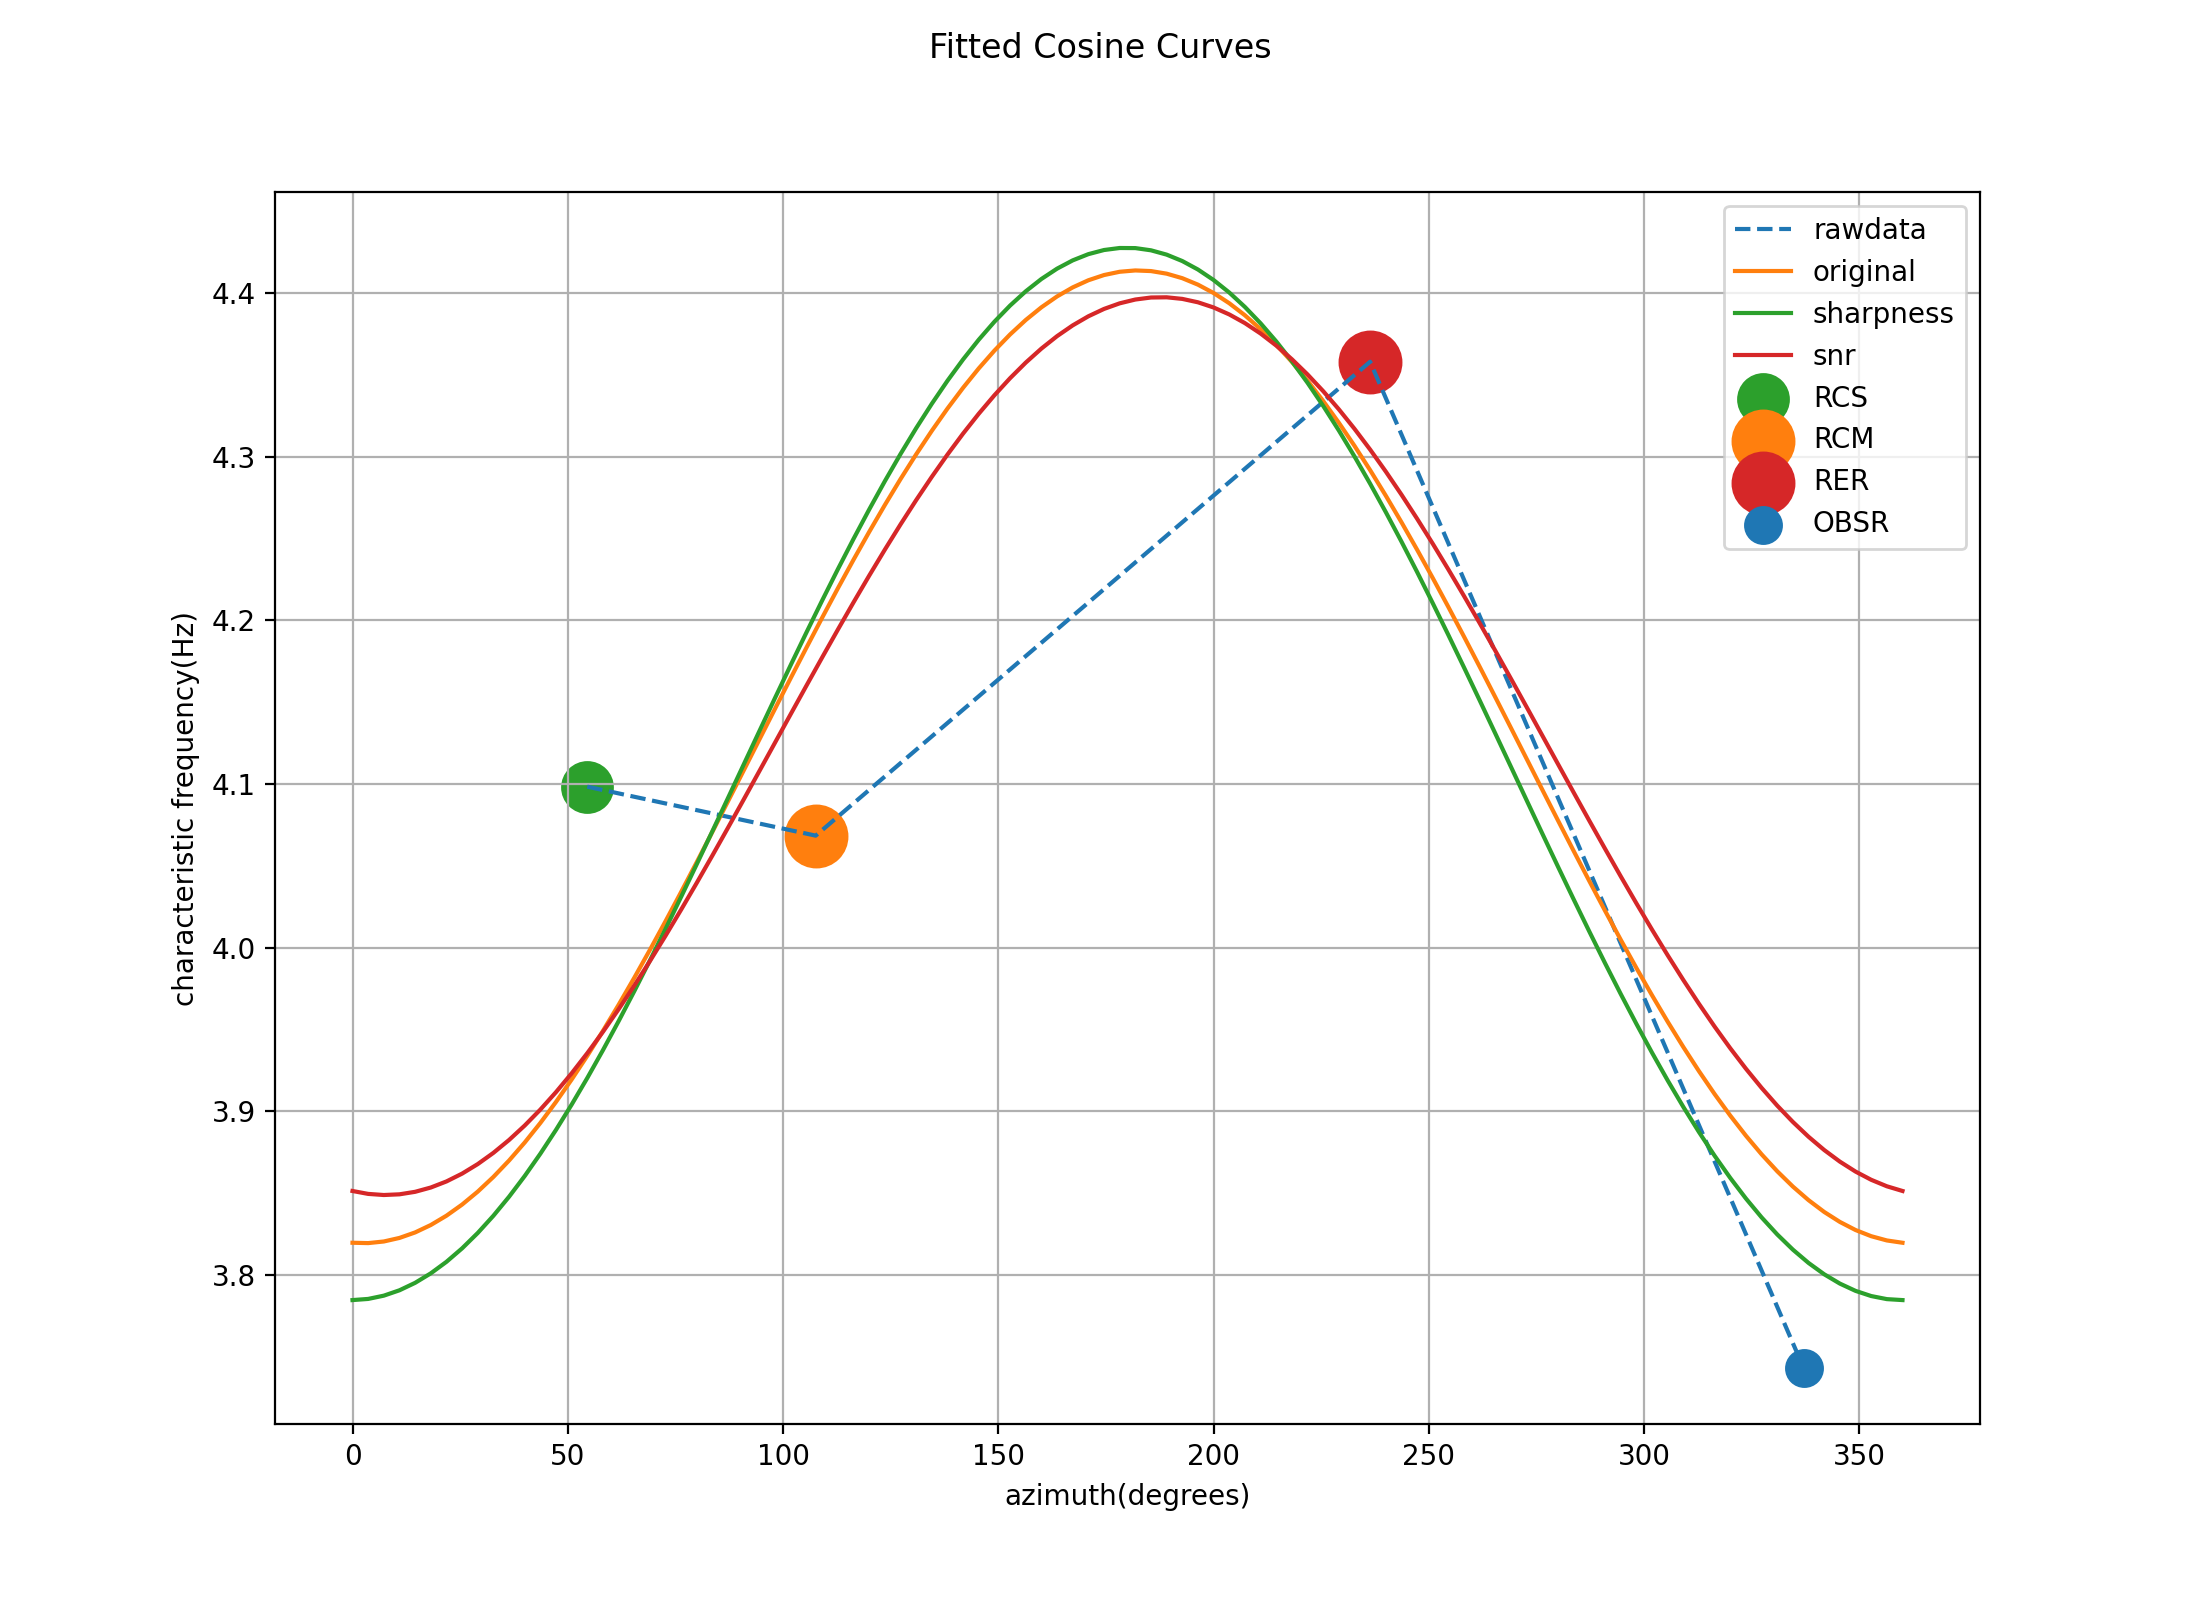 Fitted Cosine Curves
rawdata
original
sharpness
snr
RCS
RCM
RER
OBSR
4.4
4.3
4.2
4.1
4.0
3.9
3.8
characteristic frequency(Hz)
0 50 100 150 200 250 300 350
azimuth(degrees)